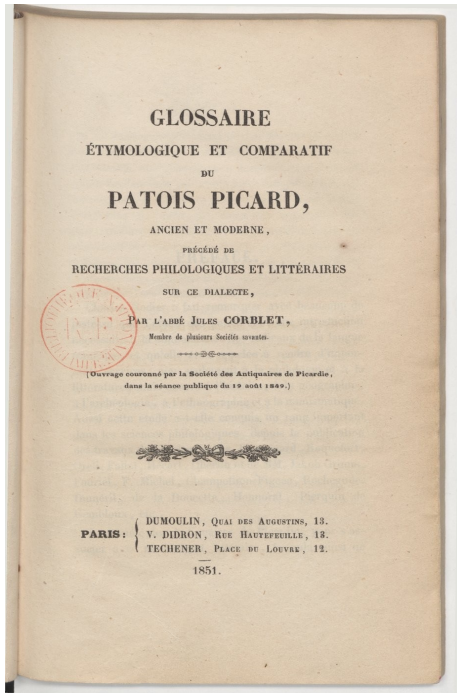 GLOSSAIRE
ÉTYMOLOGIQUE ET COMPARATIF
DU
PATOIS PICARD,
ANCIEN ET MODERNE,
PRÉCÉDÉ DE
RECHERCHES PHILOLOGIQUES ET LITTÉRAIRES
SUR CE DIALECTE,
PAR L'ABBÉ JULES CORBLET,
Membre de plusieurs Sociétés savantes.
(Ouvrage couronné par la Société des Antiquaires de Picardie,
dans la séance publique du 19 août 1849.)
R.F.
PARIS:
DUMOULIN, QUAI DES AUGUSTINS, 13.
V. DIDRON, RUE HAUTEFEUILLE, 13.
TECHENER, PLACE DU LOUVRE, 12.
1851.